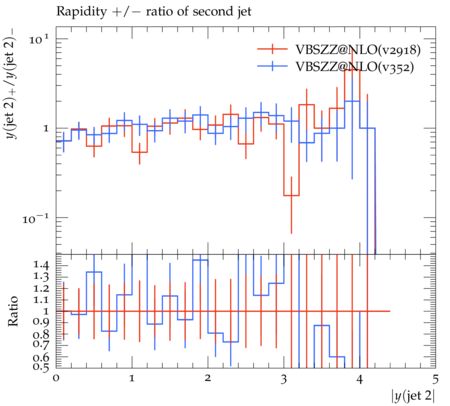 Rapidity +/− ratio of second jet
y(jet 2)₊/y(jet 2)₋
VBSZZ@NLO(v2918)
VBSZZ@NLO(v352)
10¹
1
10⁻¹
Ratio
1.4
1.3
1.2
1.1
1
0.9
0.8
0.7
0.6
0.5
0 1 2 3 4 5
|y(jet 2|